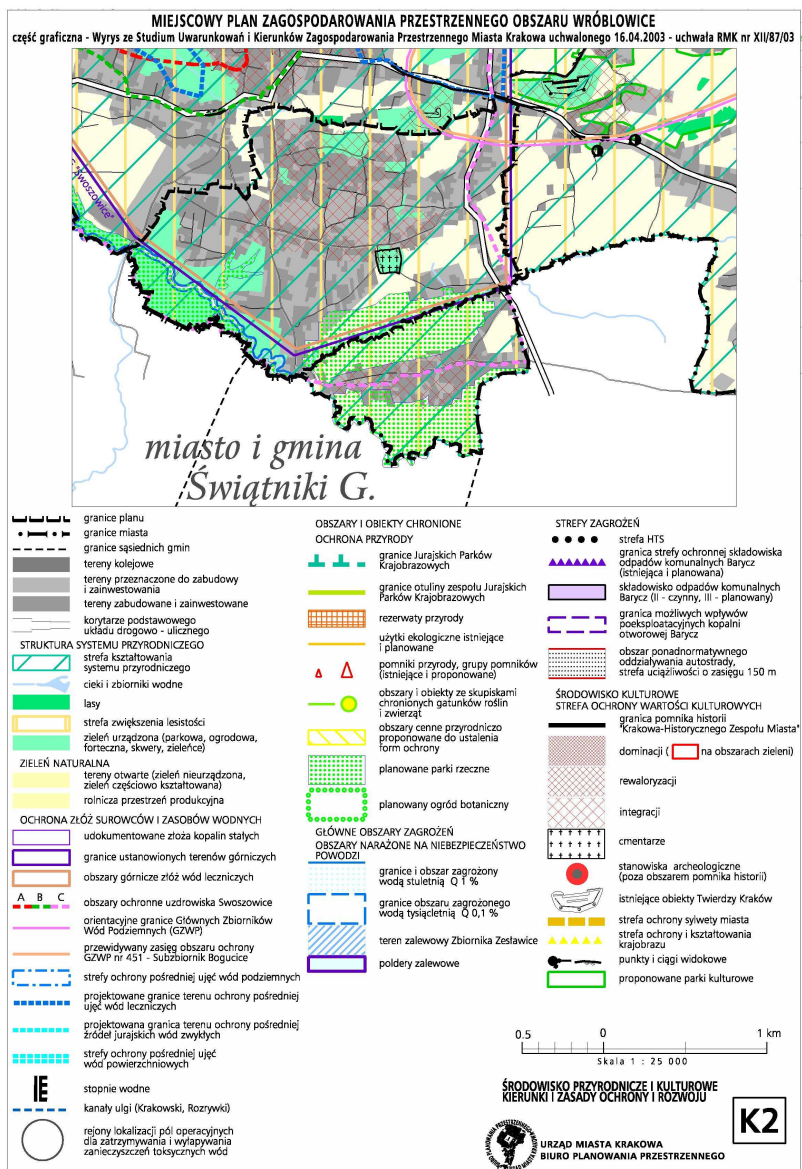 MIEJSCOWY PLAN ZAGOSPODAROWANIA PRZESTRZENNEGO OBSZARU WRÓBLOWICE
część graficzna - Wyrys ze Studium Uwarunkowań i Kierunków Zagospodarowania Przestrzennego Miasta Krakowa uchwalonego 16.04.2003 - uchwała RMK nr XII/87/03
"Swoszowice"
miasto i gmina
Świątniki G.
granice planu
granice miasta
granice sąsiednich gmin
tereny kolejowe
tereny przeznaczone do zabudowy
i zainwestowania
tereny zabudowane i zainwestowane
korytarze podstawowego
układu drogowo - ulicznego
STRUKTURA SYSTEMU PRZYRODNICZEGO
strefa kształtowania
systemu przyrodniczego
cieki i zbiorniki wodne
lasy
strefa zwiększenia lesistości
zieleń urządzona (parkowa, ogrodowa,
forteczna, skwery, zieleńce)
ZIELEŃ NATURALNA
tereny otwarte (zieleń nieurządzona,
zieleń częściowo kształtowana)
rolnicza przestrzeń produkcyjna
OCHRONA ZŁÓŻ SUROWCÓW I ZASOBÓW WODNYCH
udokumentowane złoża kopalin stałych
granice ustanowionych terenów górniczych
obszary górnicze złóż wód leczniczych
A B C
obszary ochronne uzdrowiska Swoszowice
orientacyjne granice Głównych Zbiorników
Wód Podziemnych (GZWP)
przewidywany zasięg obszaru ochrony
GZWP nr 451 - Subzbiornik Bogucice
strefy ochrony pośredniej ujęć wód podziemnych
projektowane granice terenu ochrony pośredniej
ujęć wód leczniczych
projektowana granica terenu ochrony pośredniej
źródeł jurajskich wód zwykłych
strefy ochrony pośredniej ujęć
wód powierzchniowych
stopnie wodne
kanały ulgi (Krakowski, Rozrywki)
rejony lokalizacji pól operacyjnych
dla zatrzymywania i wyłapywania
zanieczyszczeń toksycznych wód
OBSZARY I OBIEKTY CHRONIONE
OCHRONA PRZYRODY
granice Jurajskich Parków
Krajobrazowych
granice otuliny zespołu Jurajskich
Parków Krajobrazowych
rezerwaty przyrody
użytki ekologiczne istniejące
i planowane
pomniki przyrody, grupy pomników
(istniejące i proponowane)
obszary i obiekty ze skupiskami
chronionych gatunków roślin
i zwierząt
obszary cenne przyrodniczo
proponowane do ustalenia
form ochrony
planowane parki rzeczne
planowany ogród botaniczny
GŁÓWNE OBSZARY ZAGROŻEŃ
OBSZARY NARAŻONE NA NIEBEZPIECZEŃSTWO
POWODZI
granice i obszar zagrożony
wodą stuletnią Q 1 %
granice obszaru zagrożonego
wodą tysiącletnią Q 0,1 %
teren zalewowy Zbiornika Zesławice
poldery zalewowe
STREFY ZAGROŻEŃ
strefa HTS
granica strefy ochronnej składowiska
odpadów komunalnych Barycz
(istniejąca i planowana)
składowisko odpadów komunalnych
Barycz (II - czynny, III - planowany)
granica możliwych wpływów
poeksploatacyjnych kopalni
otworowej Barycz
obszar ponadnormatywnego
oddziaływania autostrady,
strefa uciążliwości o zasięgu 150 m
ŚRODOWISKO KULTUROWE
STREFA OCHRONY WARTOŚCI KULTUROWYCH
granica pomnika historii
"Krakowa-Historycznego Zespołu Miasta"
dominacji ( na obszarach zieleni)
rewaloryzacji
integracji
cmentarze
stanowiska archeologiczne
(poza obszarem pomnika historii)
istniejące obiekty Twierdzy Kraków
strefa ochrony sylwety miasta
strefa ochrony i kształtowania
krajobrazu
punkty i ciągi widokowe
proponowane parki kulturowe
0.5 0 1 km
Skala 1 : 25 000
ŚRODOWISKO PRZYRODNICZE I KULTUROWE
KIERUNKI I ZASADY OCHRONY I ROZWOJU
K2
URZĄD MIASTA KRAKOWA
BIURO PLANOWANIA PRZESTRZENNEGO